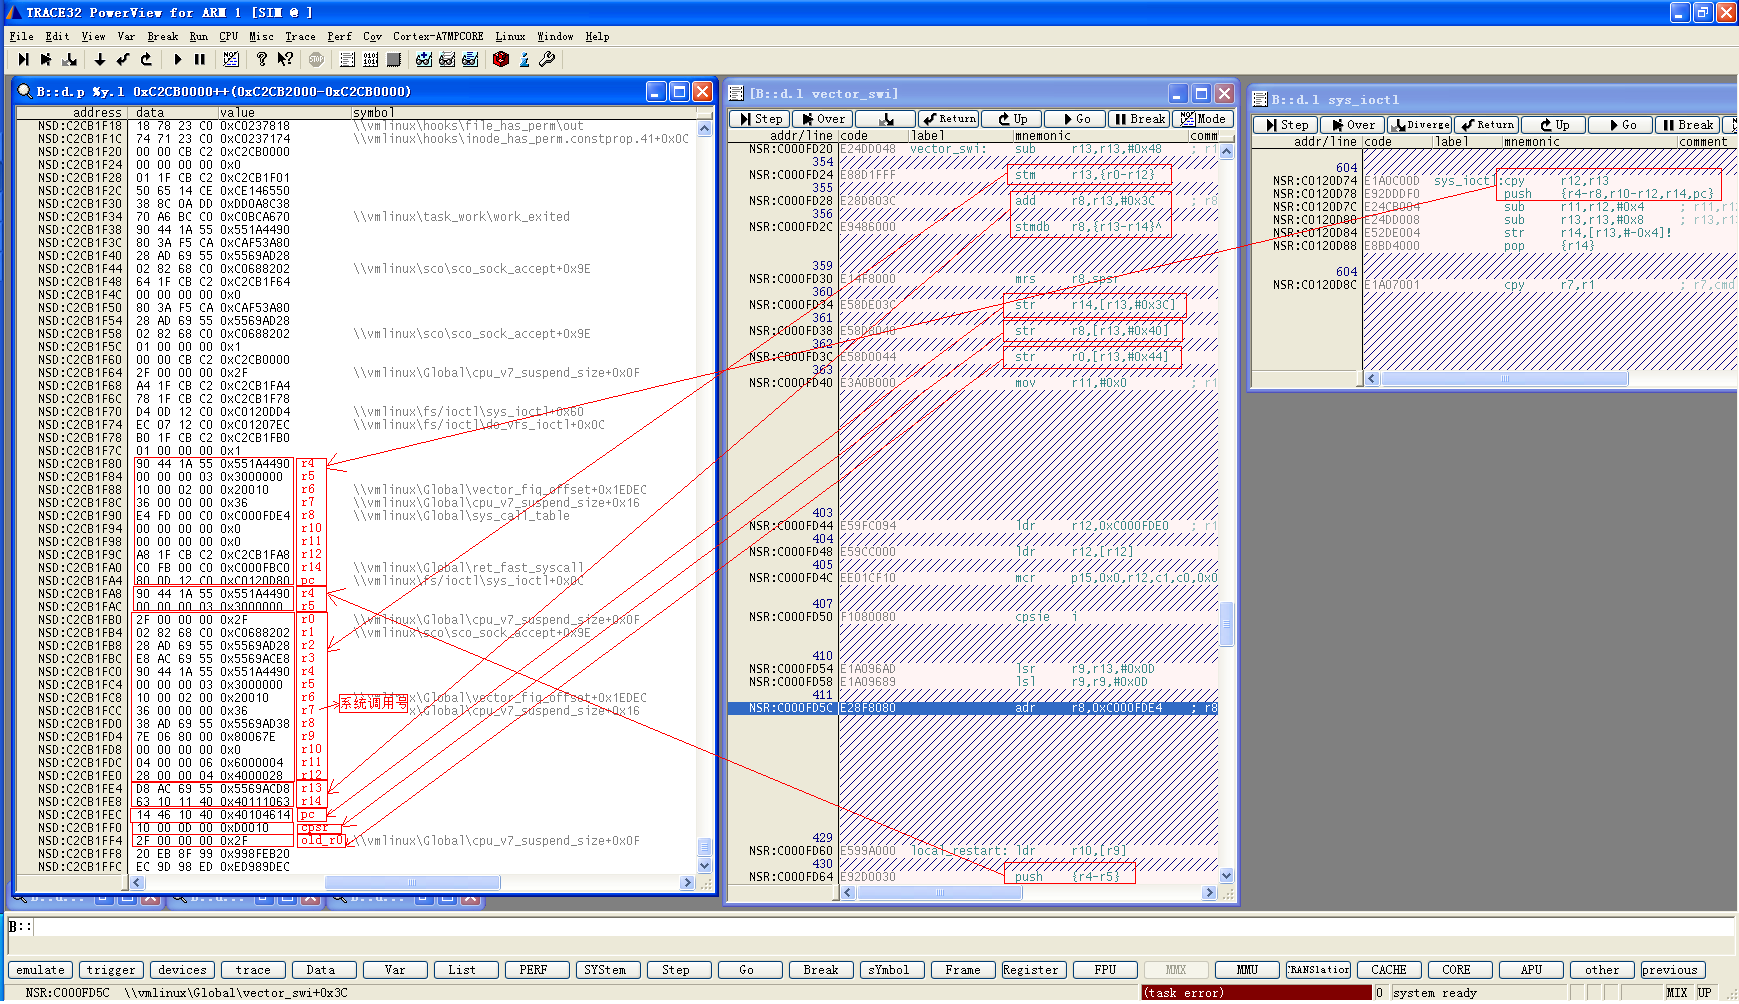 TRACE32 PowerView for ARM 1 [SIM @ ]
File Edit View Var Break Run CPU Misc Trace Perf Cov Cortex-A7MPCORE Linux Window Help
B::d.p %y.l 0xC2CB0000++(0xC2CB2000-0xC2CB0000)
address data value symbol
NSD:C2CB1F18 18 78 23 C0 0xC0237818 \\vmlinux\hooks\file_has_perm\out
NSD:C2CB1F1C 74 71 23 C0 0xC0237174 \\vmlinux\hooks\inode_has_perm.constprop.41+0x0C
NSD:C2CB1F20 00 00 CB C2 0xC2CB0000
NSD:C2CB1F24 00 00 00 00 0x0
NSD:C2CB1F28 01 1F CB C2 0xC2CB1F01
NSD:C2CB1F2C 50 65 14 CE 0xCE146550
NSD:C2CB1F30 38 8C 0A DD 0xDD0A8C38
NSD:C2CB1F34 70 A6 BC C0 0xC0BCA670 \\vmlinux\task_work\work_exited
NSD:C2CB1F38 90 44 1A 55 0x551A4490
NSD:C2CB1F3C 80 3A F5 CA 0xCAF53A80
NSD:C2CB1F40 28 AD 69 55 0x5569AD28
NSD:C2CB1F44 02 82 68 C0 0xC0688202 \\vmlinux\sco\sco_sock_accept+0x9E
NSD:C2CB1F48 64 1F CB C2 0xC2CB1F64
NSD:C2CB1F4C 00 00 00 00 0x0
NSD:C2CB1F50 80 3A F5 CA 0xCAF53A80
NSD:C2CB1F54 28 AD 69 55 0x5569AD28
NSD:C2CB1F58 02 82 68 C0 0xC0688202 \\vmlinux\sco\sco_sock_accept+0x9E
NSD:C2CB1F5C 01 00 00 00 0x1
NSD:C2CB1F60 00 00 CB C2 0xC2CB0000
NSD:C2CB1F64 2F 00 00 00 0x2F \\vmlinux\Global\cpu_v7_suspend_size+0x0F
NSD:C2CB1F68 A4 1F CB C2 0xC2CB1FA4
NSD:C2CB1F6C 78 1F CB C2 0xC2CB1F78
NSD:C2CB1F70 D4 0D 12 C0 0xC0120DD4 \\vmlinux\fs/ioctl\sys_ioctl+0x60
NSD:C2CB1F74 EC 07 12 C0 0xC01207EC \\vmlinux\fs/ioctl\do_vfs_ioctl+0x0C
NSD:C2CB1F78 B0 1F CB C2 0xC2CB1FB0
NSD:C2CB1F7C 01 00 00 00 0x1
NSD:C2CB1F80 90 44 1A 55 0x551A4490 r4
NSD:C2CB1F84 00 00 00 03 0x3000000 r5
NSD:C2CB1F88 10 00 02 00 0x20010 r6 \\vmlinux\Global\vector_fiq_offset+0x1EDEC
NSD:C2CB1F8C 36 00 00 00 0x36 r7 \\vmlinux\Global\cpu_v7_suspend_size+0x16
NSD:C2CB1F90 E4 FD 00 C0 0xC000FDE4 r8 \\vmlinux\Global\sys_call_table
NSD:C2CB1F94 00 00 00 00 0x0 r10
NSD:C2CB1F98 00 00 00 00 0x0 r11
NSD:C2CB1F9C A8 1F CB C2 0xC2CB1FA8 r12
NSD:C2CB1FA0 C0 FB 00 C0 0xC000FBC0 r14 \\vmlinux\Global\ret_fast_syscall
NSD:C2CB1FA4 80 0D 12 C0 0xC0120D80 pc \\vmlinux\fs/ioctl\sys_ioctl+0x0C
NSD:C2CB1FA8 90 44 1A 55 0x551A4490 r4
NSD:C2CB1FAC 00 00 00 03 0x3000000 r5
NSD:C2CB1FB0 2F 00 00 00 0x2F r0 \\vmlinux\Global\cpu_v7_suspend_size+0x0F
NSD:C2CB1FB4 02 82 68 C0 0xC0688202 r1 \\vmlinux\sco\sco_sock_accept+0x9E
NSD:C2CB1FB8 28 AD 69 55 0x5569AD28 r2
NSD:C2CB1FBC E8 AC 69 55 0x5569ACE8 r3
NSD:C2CB1FC0 90 44 1A 55 0x551A4490 r4
NSD:C2CB1FC4 00 00 00 03 0x3000000 r5
NSD:C2CB1FC8 10 00 02 00 0x20010 r6 x\Global\vector_fiq_offset+0x1EDEC
NSD:C2CB1FCC 36 00 00 00 0x36 r7 系统调用号 x\Global\cpu_v7_suspend_size+0x16
NSD:C2CB1FD0 38 AD 69 55 0x5569AD38 r8
NSD:C2CB1FD4 7E 06 80 00 0x80067E r9
NSD:C2CB1FD8 00 00 00 00 0x0 r10
NSD:C2CB1FDC 04 00 00 06 0x6000004 r11
NSD:C2CB1FE0 28 00 00 04 0x4000028 r12
NSD:C2CB1FE4 D8 AC 69 55 0x5569ACD8 r13
NSD:C2CB1FE8 63 10 11 40 0x40111063 r14
NSD:C2CB1FEC 14 46 10 40 0x40104614 pc
NSD:C2CB1FF0 10 00 0D 00 0xD0010 cpsr
NSD:C2CB1FF4 2F 00 00 00 0x2F old_r0 \\vmlinux\Global\cpu_v7_suspend_size+0x0F
NSD:C2CB1FF8 20 EB 8F 99 0x998FEB20
NSD:C2CB1FFC EC 9D 98 ED 0xED989DEC
[B::d.l vector_swi]
Step Over Return Up Go Break Mode
addr/line code label mnemonic comm
NSR:C000FD20 E24DD048 vector_swi: sub r13,r13,#0x48 ; r1
354
NSR:C000FD24 E88D1FFF stm r13,{r0-r12}
355
NSR:C000FD28 E28D803C add r8,r13,#0x3C ; r8
356
NSR:C000FD2C E9486000 stmdb r8,{r13-r14}^
359
NSR:C000FD30 E14F8000 mrs r8,spsr
360
NSR:C000FD34 E58DE03C str r14,[r13,#0x3C]
361
NSR:C000FD38 E58D8040 str r8,[r13,#0x40]
362
NSR:C000FD3C E58D0044 str r0,[r13,#0x44]
363
NSR:C000FD40 E3A0B000 mov r11,#0x0 ; r1
403
NSR:C000FD44 E59FC094 ldr r12,0xC000FDE0 ; r1
404
NSR:C000FD48 E59CC000 ldr r12,[r12]
405
NSR:C000FD4C EE01CF10 mcr p15,0x0,r12,c1,c0,0x0
407
NSR:C000FD50 F1080080 cpsie i
410
NSR:C000FD54 E1A096AD lsr r9,r13,#0x0D
NSR:C000FD58 E1A09689 lsl r9,r9,#0x0D
411
NSR:C000FD5C E28F8080 adr r8,0xC000FDE4 ; r8
429
NSR:C000FD60 E599A000 local_restart: ldr r10,[r9]
430
NSR:C000FD64 E92D0030 push {r4-r5}
[B::d.l sys_ioctl]
Step Over Diverge Return Up Go Break
addr/line code label mnemonic comment
604
NSR:C0120D74 E1A0C00D sys_ioctl:cpy r12,r13
NSR:C0120D78 E92DDDF0 push {r4-r8,r10-r12,r14,pc}
NSR:C0120D7C E24CB004 sub r11,r12,#0x4 ; r11,r12
NSR:C0120D80 E24DD008 sub r13,r13,#0x8 ; r13,r13
NSR:C0120D84 E52DE004 str r14,[r13,#-0x4]!
NSR:C0120D88 E8BD4000 pop {r14}
604
NSR:C0120D8C E1A07001 cpy r7,r1 ; r7,cmd
B::d... B::d... B::d...
B::
emulate trigger devices trace Data Var List PERF SYStem Step Go Break sYmbol Frame Register FPU MMX MMU TRANSlation CACHE CORE APU other previous
NSR:C000FD5C \\vmlinux\Global\vector_swi+0x3C (task error) 0 system ready MIX UP